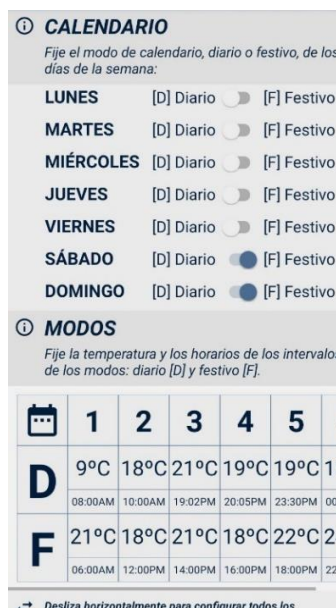 CALENDARIO
Fije el modo de calendario, diario o festivo, de los
días de la semana:
LUNES [D] Diario [F] Festivo
MARTES [D] Diario [F] Festivo
MIÉRCOLES [D] Diario [F] Festivo
JUEVES [D] Diario [F] Festivo
VIERNES [D] Diario [F] Festivo
SÁBADO [D] Diario [F] Festivo
DOMINGO [D] Diario [F] Festivo
MODOS
Fije la temperatura y los horarios de los intervalos
de los modos: diario [D] y festivo [F].
1 2 3 4 5
D 9ºC 18ºC 21ºC 19ºC 19ºC 1
08:00AM 10:00AM 19:02PM 20:05PM 23:30PM 00
F 21ºC 18ºC 21ºC 18ºC 22ºC 2
06:00AM 12:00PM 14:00PM 16:00PM 18:00PM 22
Desliza horizontalmente para configurar todos los